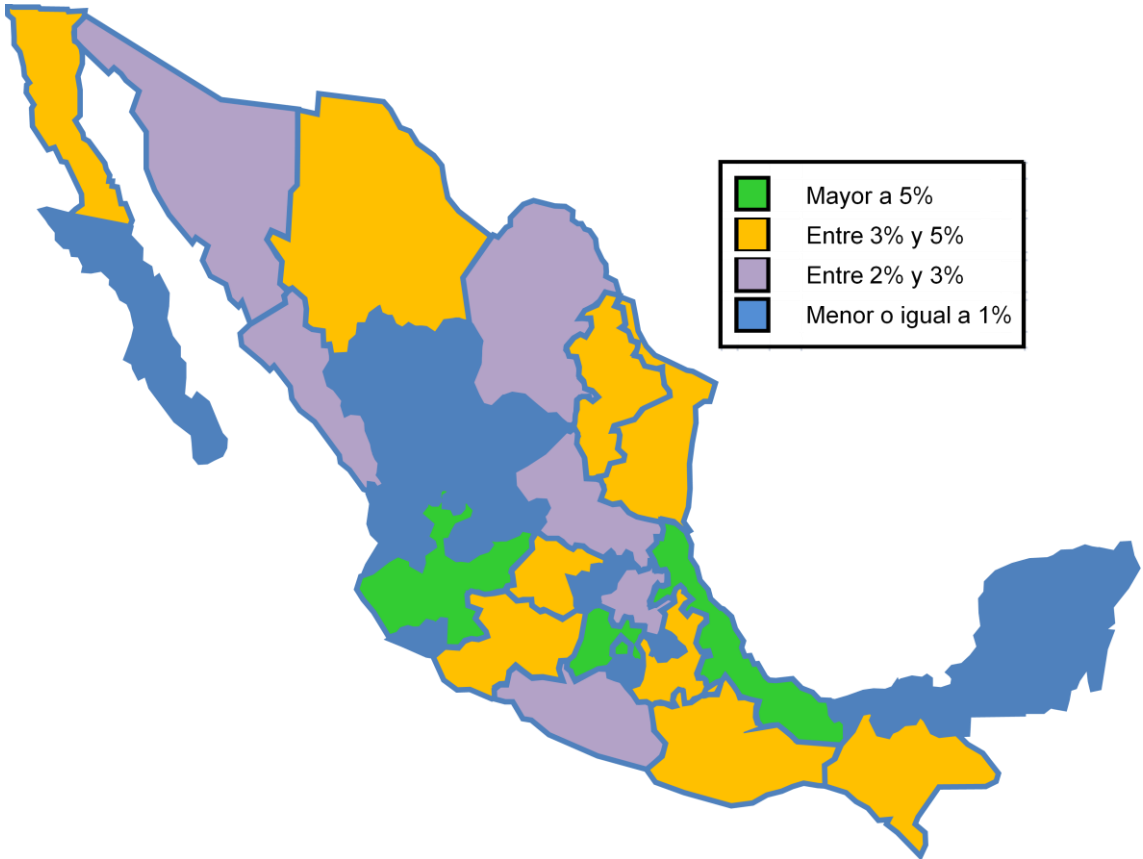 Mayor a 5%
Entre 3% y 5%
Entre 2% y 3%
Menor o igual a 1%